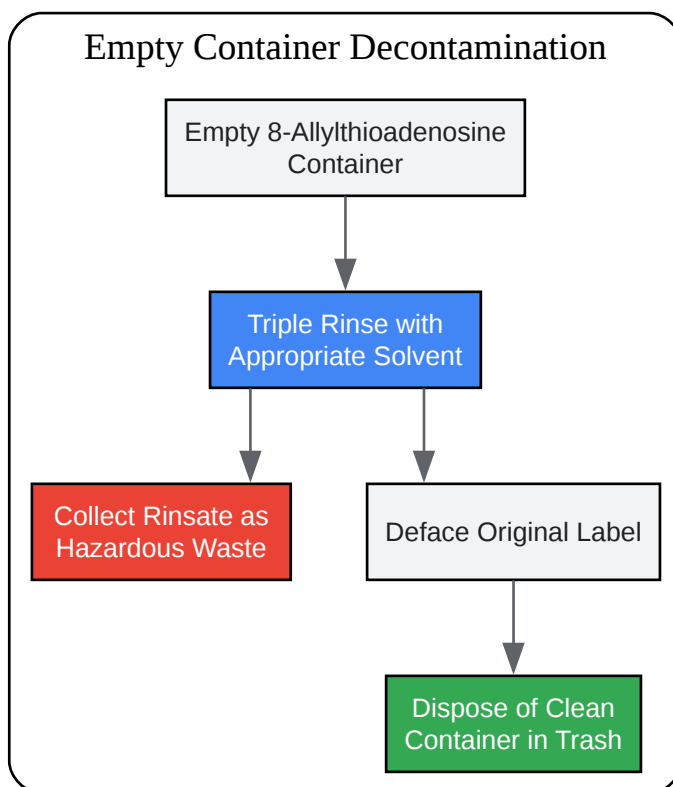 Empty Container Decontamination
Empty 8-Allylthioadenosine
Container
Triple Rinse with
Appropriate Solvent
Collect Rinsate as
Hazardous Waste
Deface Original Label
Dispose of Clean
Container in Trash